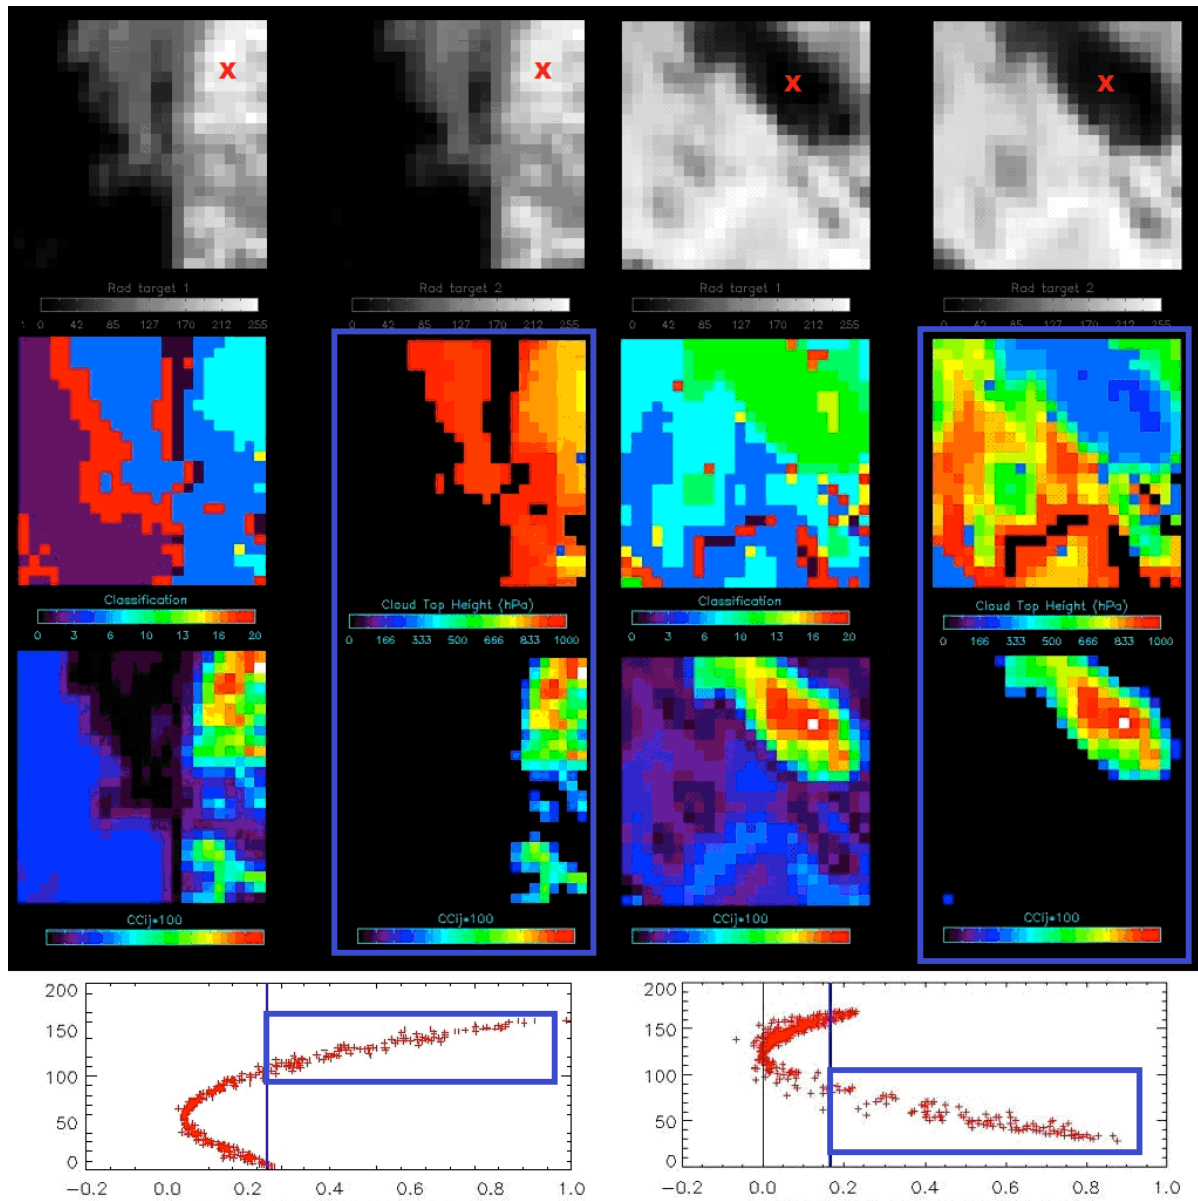 X X X X
Rad target 1 Rad target 2 Rad target 1 Rad target 2
0 42 85 127 170 212 255 0 42 85 127 170 212 255 0 42 85 127 170 212 255 0 42 85 127 170 212 255
Classification Cloud Top Height (hPa) Classification Cloud Top Height (hPa)
0 3 6 10 13 16 20 0 166 333 500 666 833 1000 0 3 6 10 13 16 20 0 166 333 500 666 833 1000
CCij*100 CCij*100 CCij*100 CCij*100
200 200
150 150
100 100
50 50
0 0
-0.2 0.0 0.2 0.4 0.6 0.8 1.0 -0.2 0.0 0.2 0.4 0.6 0.8 1.0